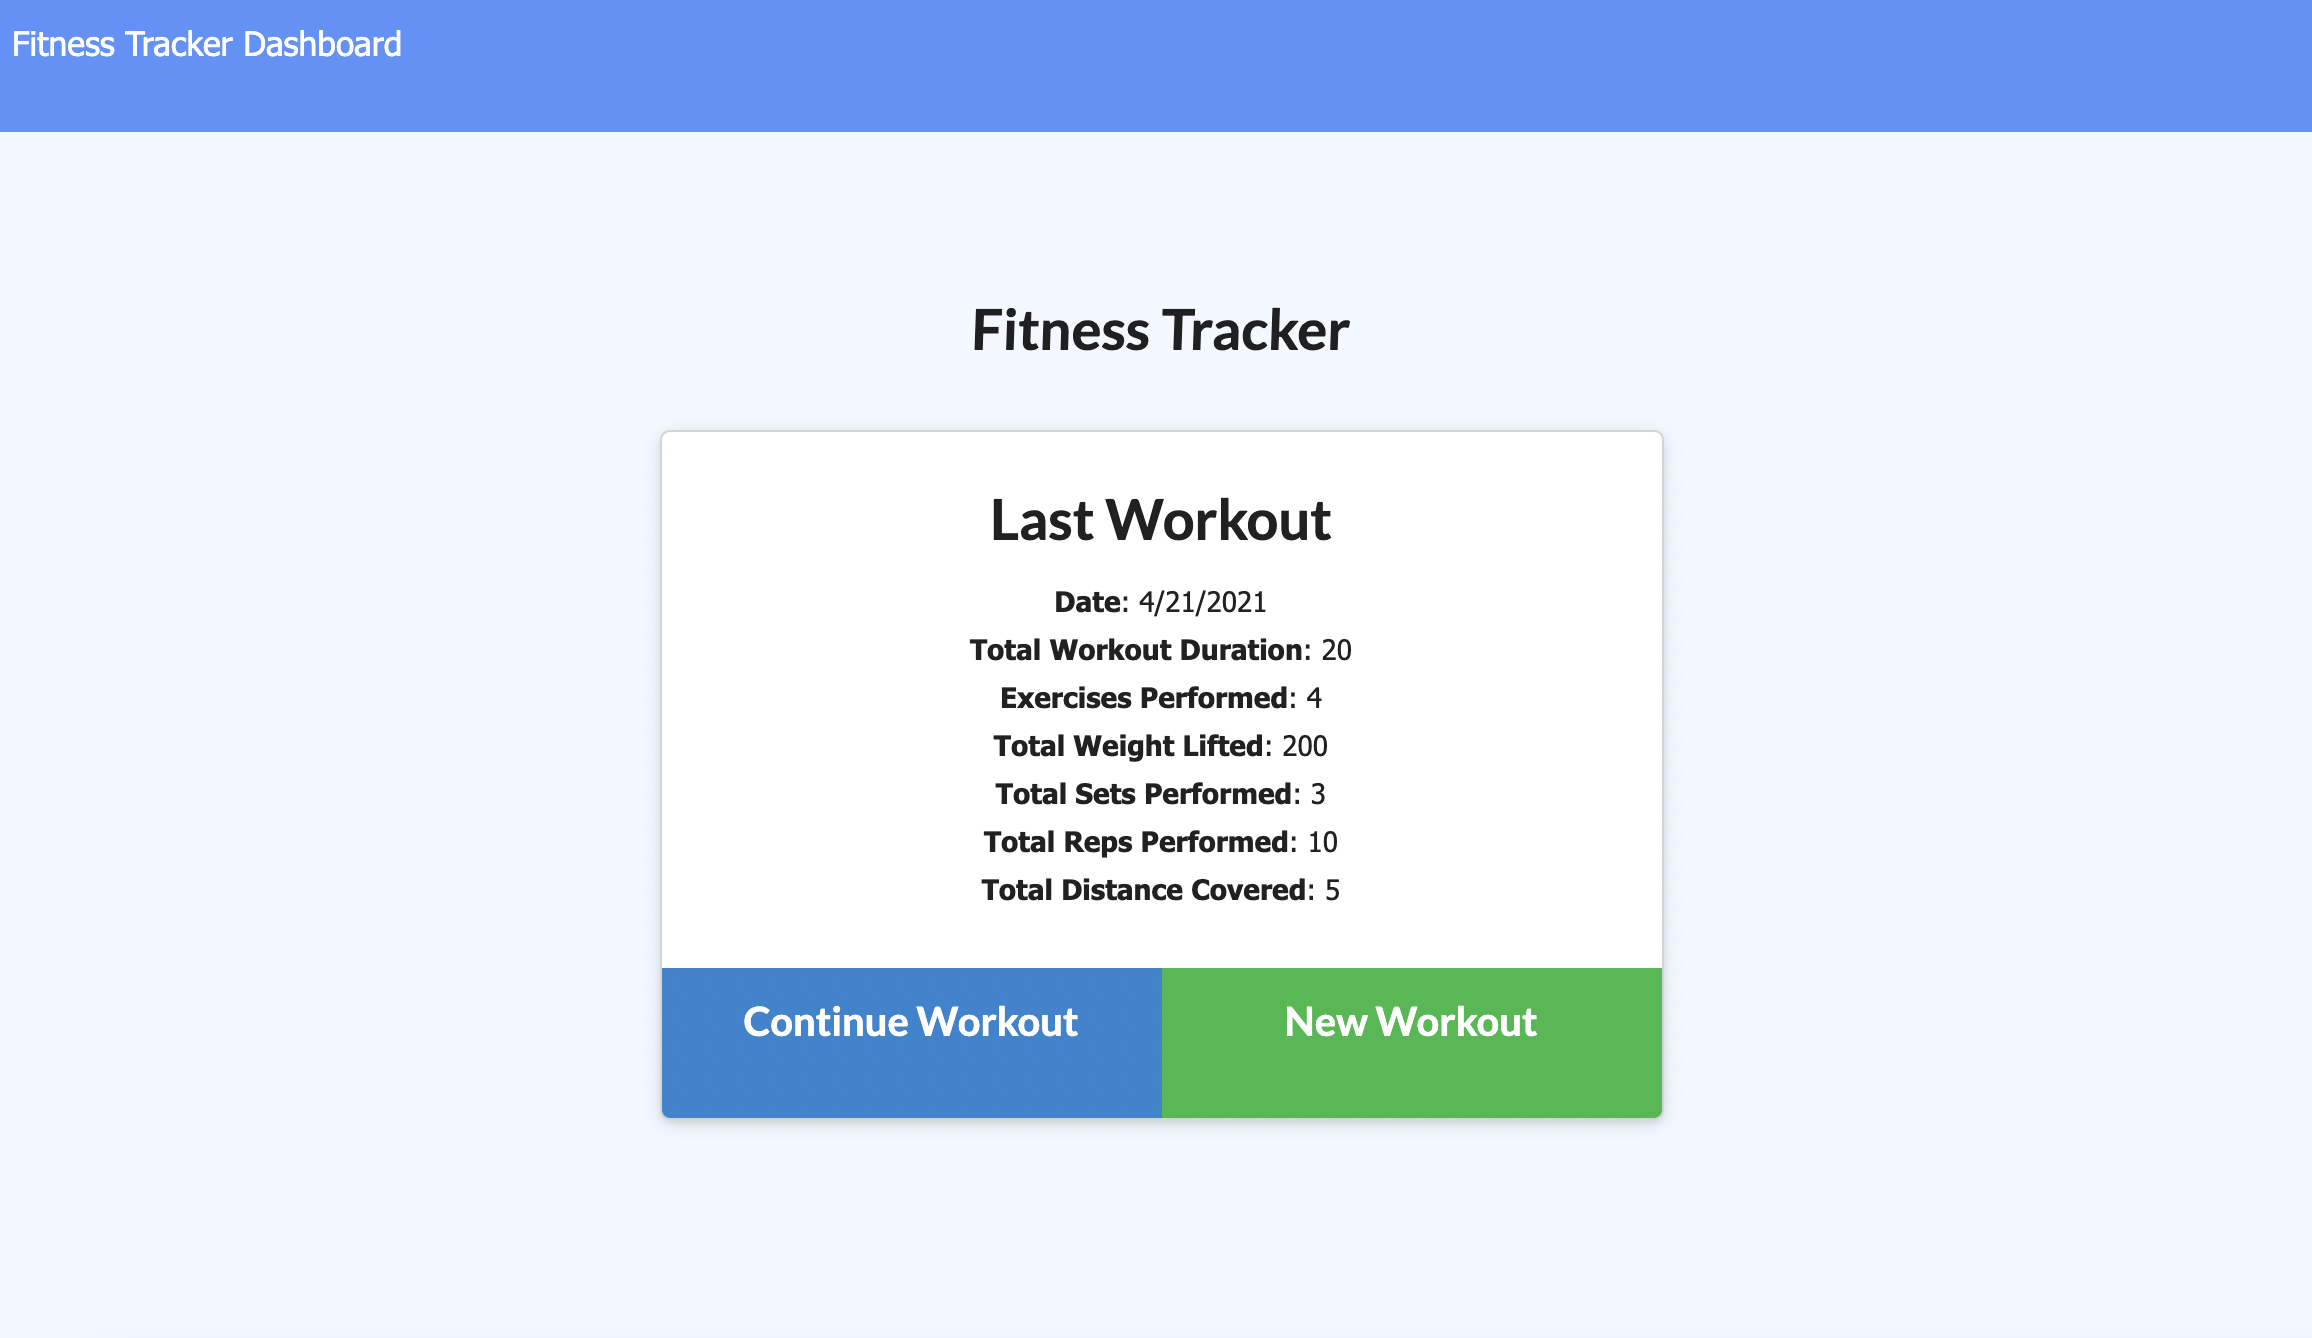 Fitness Tracker Dashboard
Fitness Tracker
Last Workout
Date: 4/21/2021
Total Workout Duration: 20
Exercises Performed: 4
Total Weight Lifted: 200
Total Sets Performed: 3
Total Reps Performed: 10
Total Distance Covered: 5
Continue Workout
New Workout